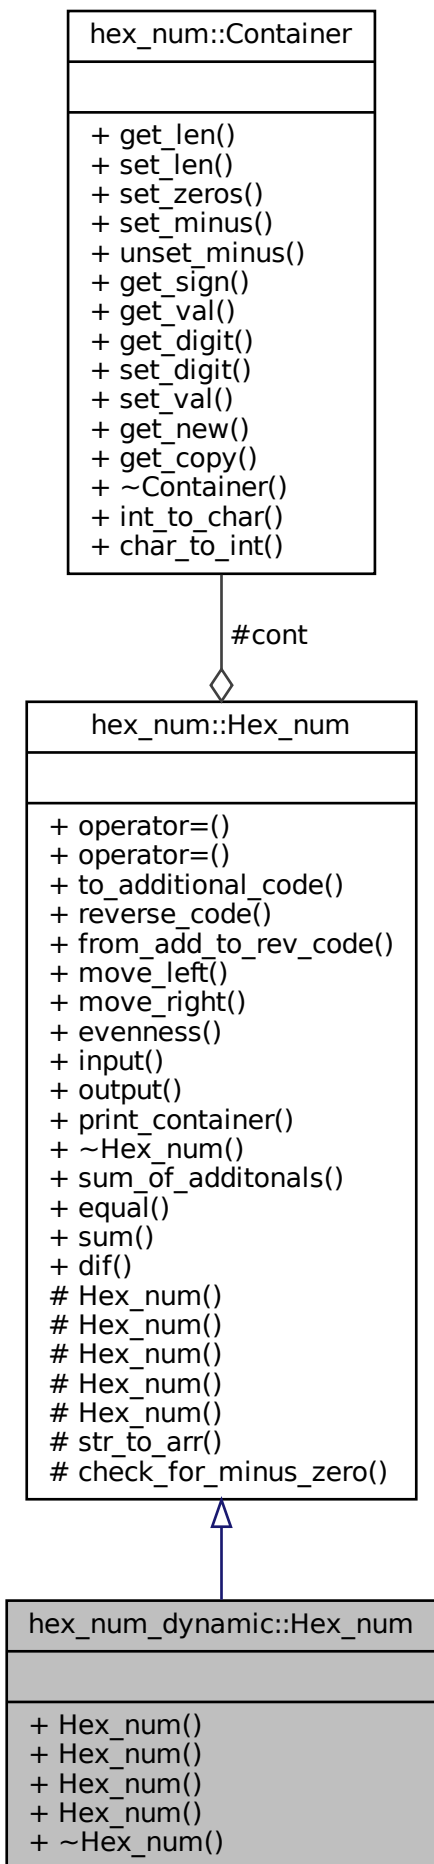 hex_num::Container
+ get_len()
+ set_len()
+ set_zeros()
+ set_minus()
+ unset_minus()
+ get_sign()
+ get_val()
+ get_digit()
+ set_digit()
+ set_val()
+ get_new()
+ get_copy()
+ ~Container()
+ int_to_char()
+ char_to_int()
#cont
hex_num::Hex_num
+ operator=()
+ operator=()
+ to_additional_code()
+ reverse_code()
+ from_add_to_rev_code()
+ move_left()
+ move_right()
+ evenness()
+ input()
+ output()
+ print_container()
+ ~Hex_num()
+ sum_of_additonals()
+ equal()
+ sum()
+ dif()
# Hex_num()
# Hex_num()
# Hex_num()
# Hex_num()
# Hex_num()
# str_to_arr()
# check_for_minus_zero()
hex_num_dynamic::Hex_num
+ Hex_num()
+ Hex_num()
+ Hex_num()
+ Hex_num()
+ ~Hex_num()